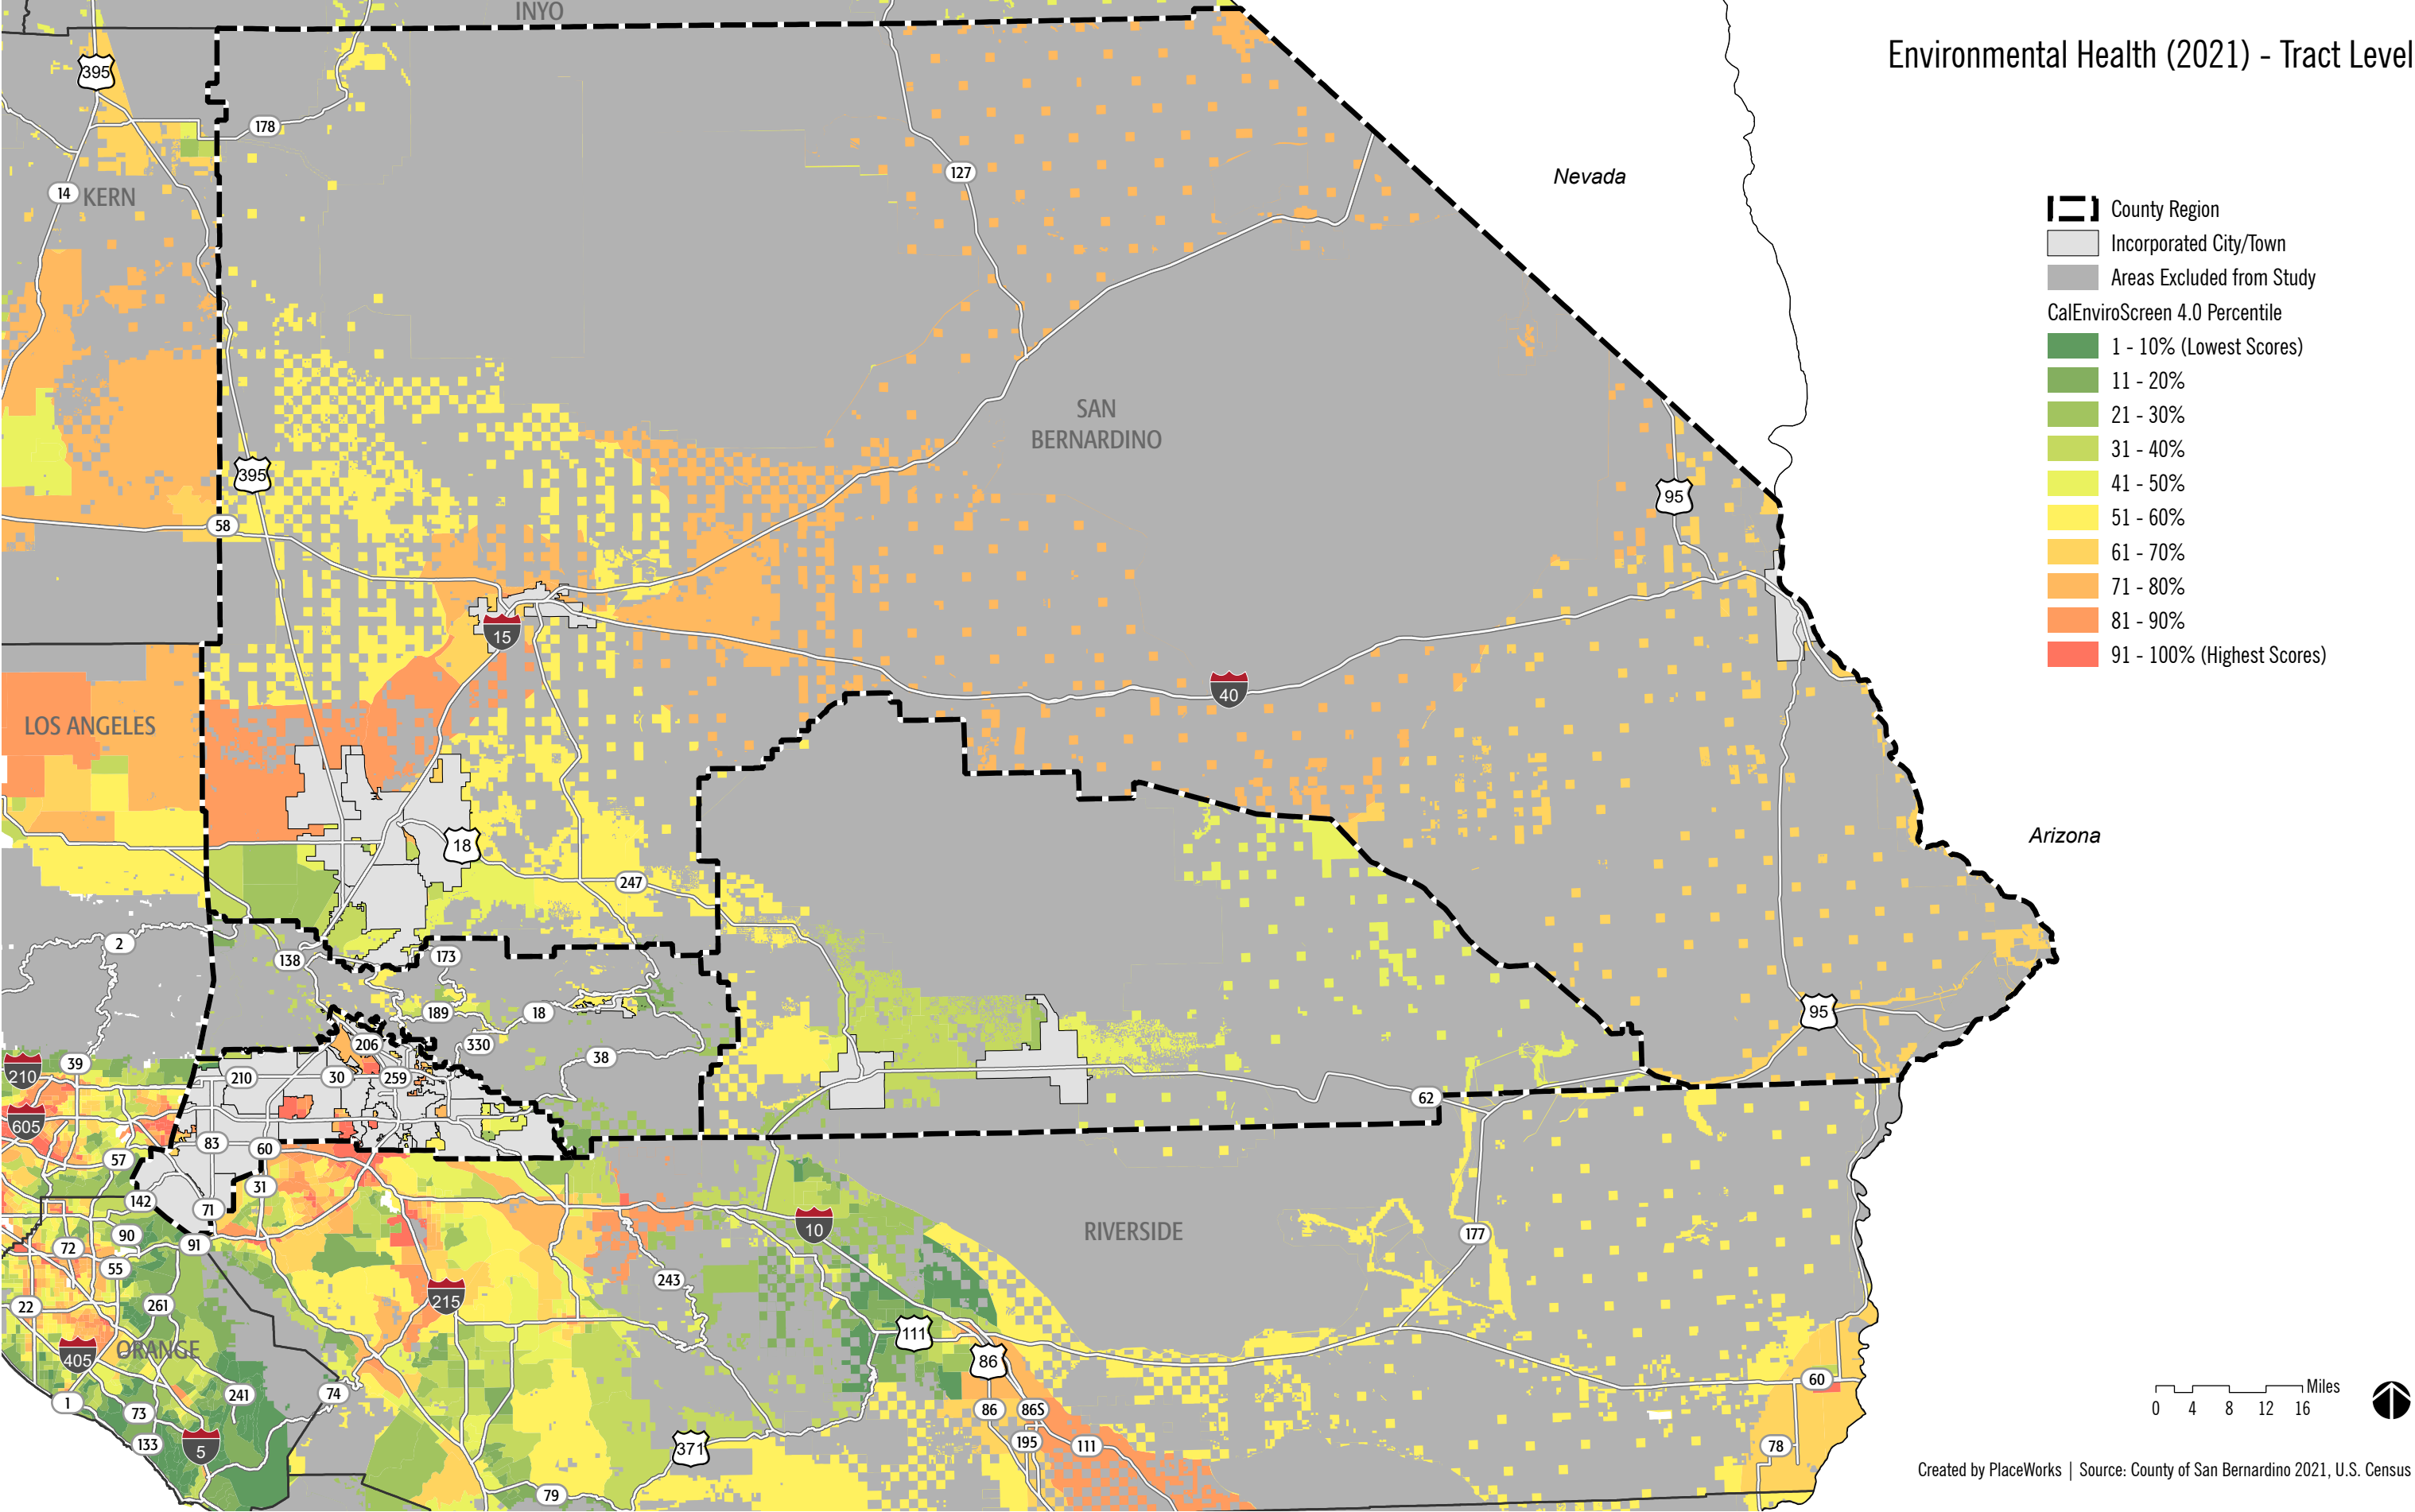 Environmental Health (2021) - Tract Level
County Region
Incorporated City/Town
Areas Excluded from Study
CalEnviroScreen 4.0 Percentile
1 - 10% (Lowest Scores)
11 - 20%
21 - 30%
31 - 40%
41 - 50%
51 - 60%
61 - 70%
71 - 80%
81 - 90%
91 - 100% (Highest Scores)
INYO
395
178
127
14
KERN
Nevada
SAN
BERNARDINO
395
95
58
15
40
LOS ANGELES
18
Arizona
247
2
138
173
189
18
95
206
330
38
39
210
210
30
259
62
605
83
60
57
31
142
71
10
RIVERSIDE
177
90
91
72
55
243
261
22
215
111
ORANGE
405
86
60
74
241
1
73
86
86S
133
5
195
111
371
78
79
Miles
0 4 8 12 16
Created by PlaceWorks | Source: County of San Bernardino 2021, U.S. Census